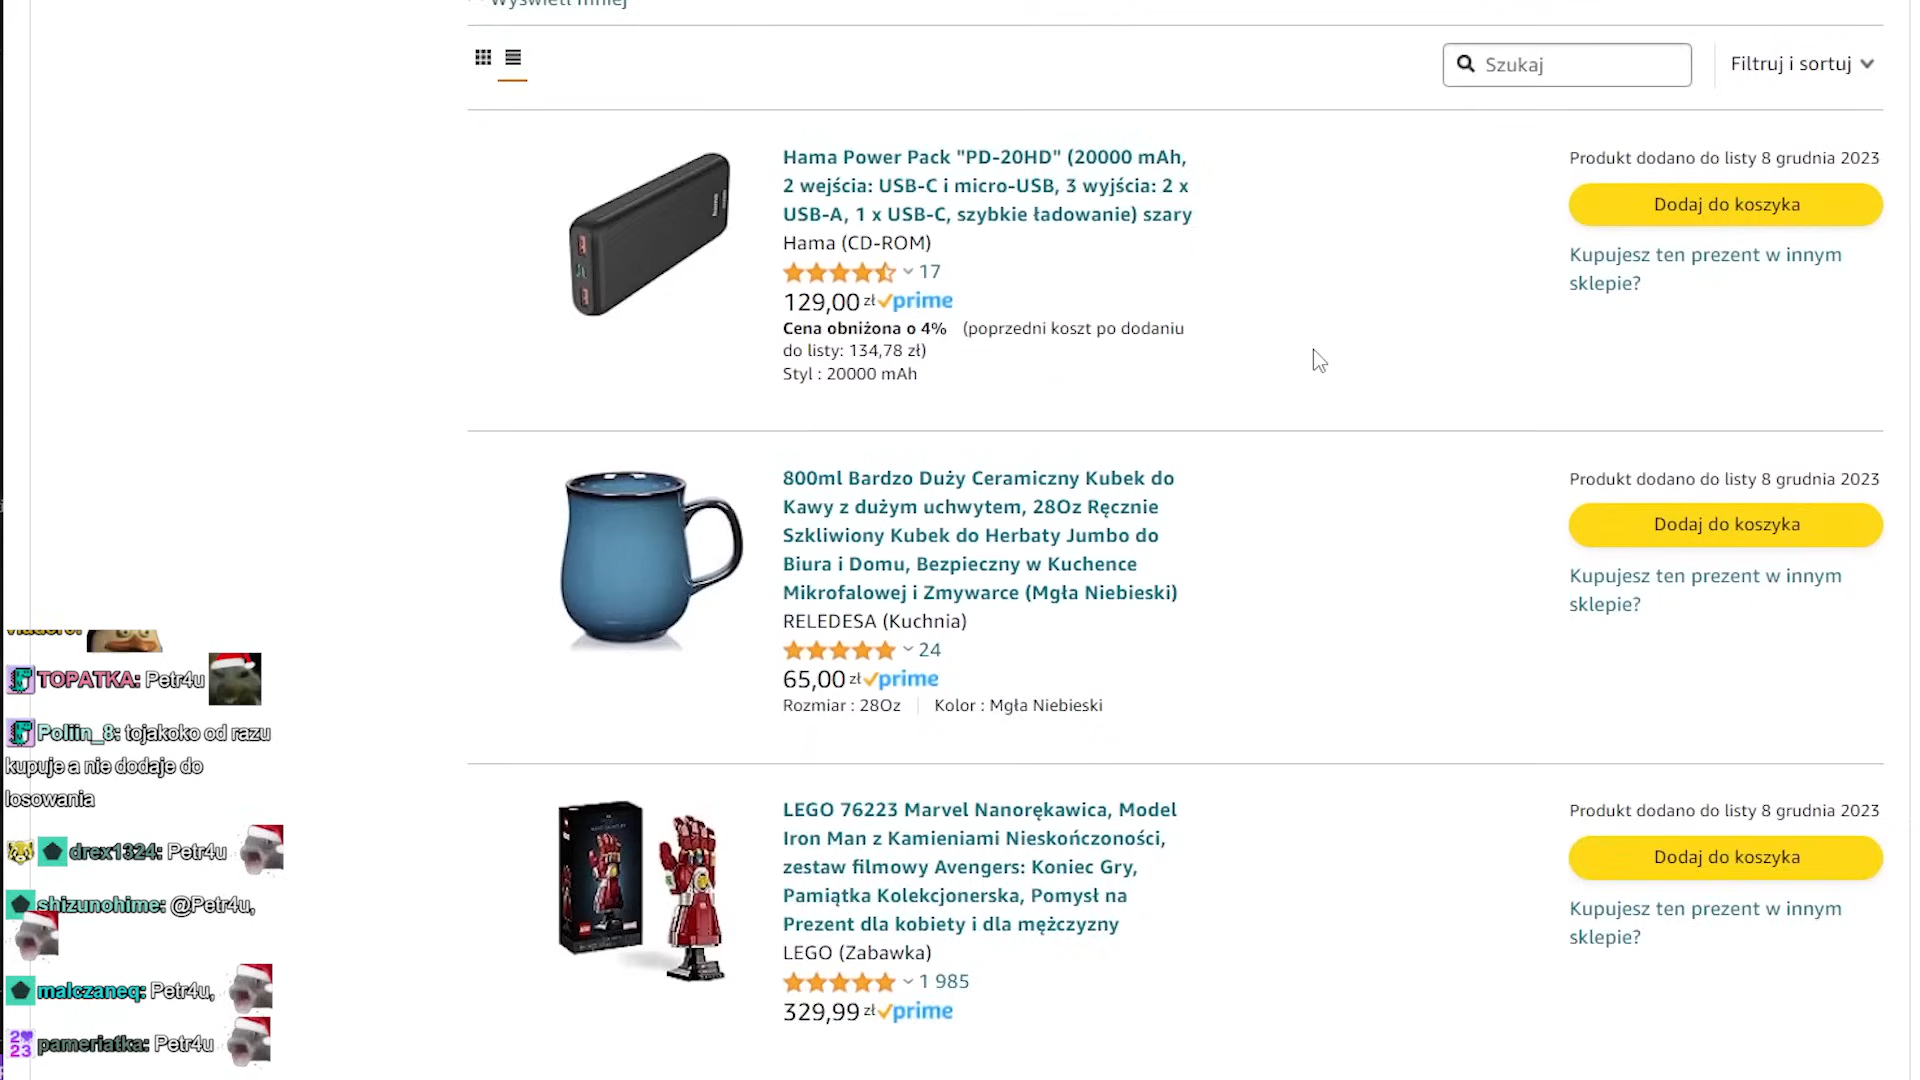 Wyświetl mniej
Szukaj
Filtruj i sortuj
Hama Power Pack "PD-20HD" (20000 mAh,
2 wejścia: USB-C i micro-USB, 3 wyjścia: 2 x
USB-A, 1 x USB-C, szybkie ładowanie) szary
Hama (CD-ROM)
17
129,00 zł prime
Cena obniżona o 4% (poprzedni koszt po dodaniu
do listy: 134,78 zł)
Styl : 20000 mAh
Produkt dodano do listy 8 grudnia 2023
Dodaj do koszyka
Kupujesz ten prezent w innym
sklepie?
800ml Bardzo Duży Ceramiczny Kubek do
Kawy z dużym uchwytem, 28Oz Ręcznie
Szkliwiony Kubek do Herbaty Jumbo do
Biura i Domu, Bezpieczny w Kuchence
Mikrofalowej i Zmywarce (Mgła Niebieski)
RELEDESA (Kuchnia)
24
65,00 zł prime
Rozmiar : 28Oz Kolor : Mgła Niebieski
Produkt dodano do listy 8 grudnia 2023
Dodaj do koszyka
Kupujesz ten prezent w innym
sklepie?
LEGO 76223 Marvel Nanorękawica, Model
Iron Man z Kamieniami Nieskończoności,
zestaw filmowy Avengers: Koniec Gry,
Pamiątka Kolekcjonerska, Pomysł na
Prezent dla kobiety i dla mężczyzny
LEGO (Zabawka)
1 985
329,99 zł prime
Produkt dodano do listy 8 grudnia 2023
Dodaj do koszyka
Kupujesz ten prezent w innym
sklepie?
TOPATKA: Petr4u
Poliin_8: tojakoko od razu
kupuje a nie dodaje do
losowania
drex1324: Petr4u
shizunohime: @Petr4u,
malczaneq: Petr4u,
pameriatka: Petr4u